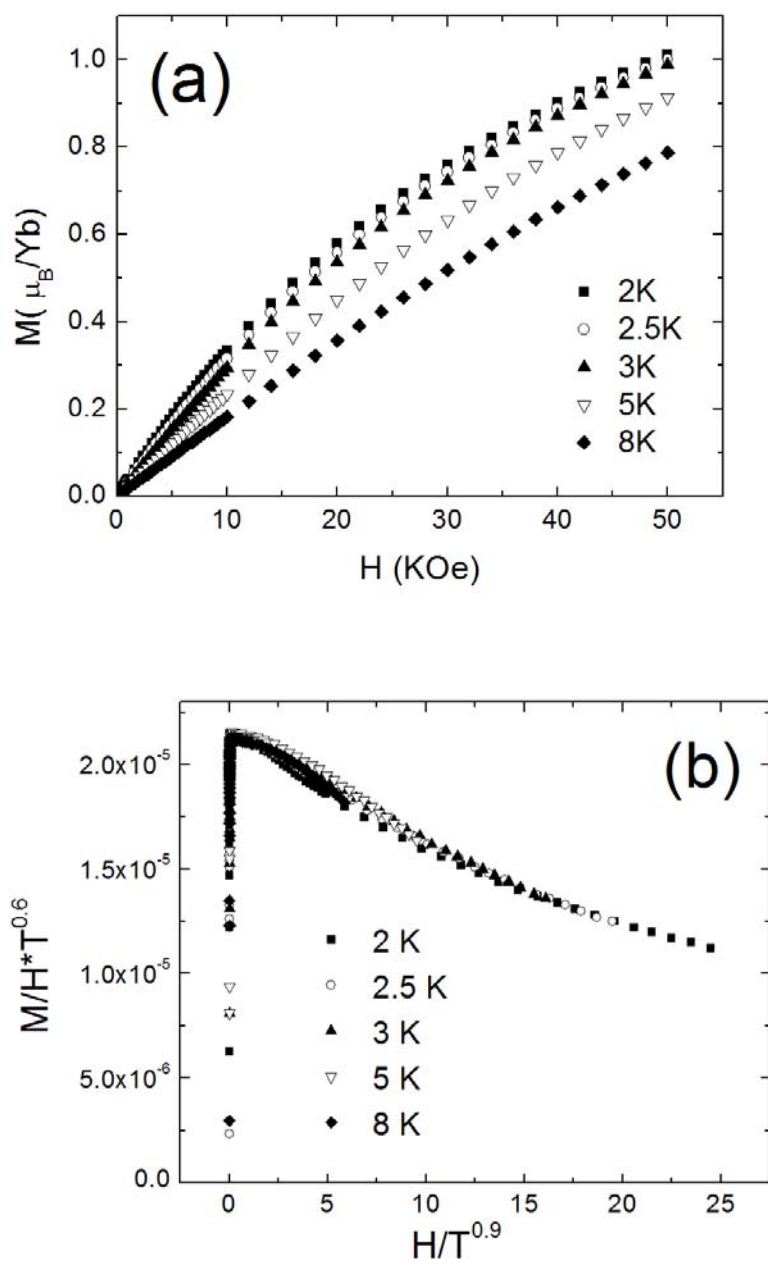 (a)
1.0
0.8
0.6
0.4
0.2
0.0
M( μB/Yb)
0 10 20 30 40 50
H (KOe)
2K
2.5K
3K
5K
8K
(b)
2.0x10⁻⁵
1.5x10⁻⁵
1.0x10⁻⁵
5.0x10⁻⁶
0.0
M/H*T⁰·⁶
0 5 10 15 20 25
H/T⁰·⁹
2 K
2.5 K
3 K
5 K
8 K